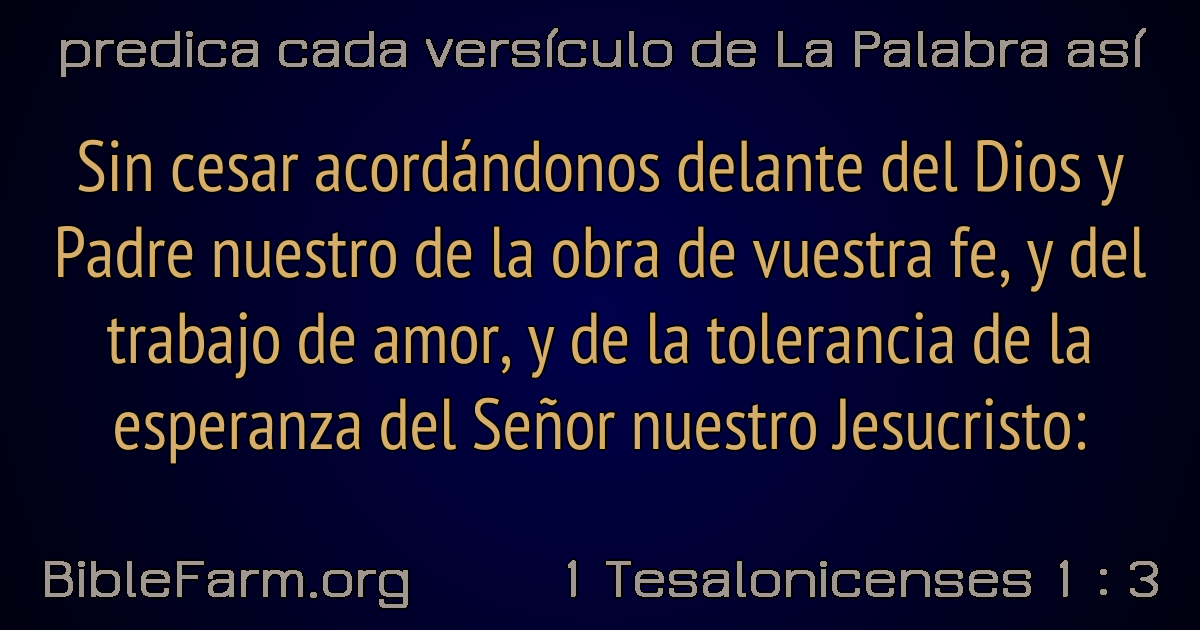 predica cada versículo de La Palabra así
Sin cesar acordándonos delante del Dios y
Padre nuestro de la obra de vuestra fe, y del
trabajo de amor, y de la tolerancia de la
esperanza del Señor nuestro Jesucristo:
BibleFarm.org 1 Tesalonicenses 1 : 3